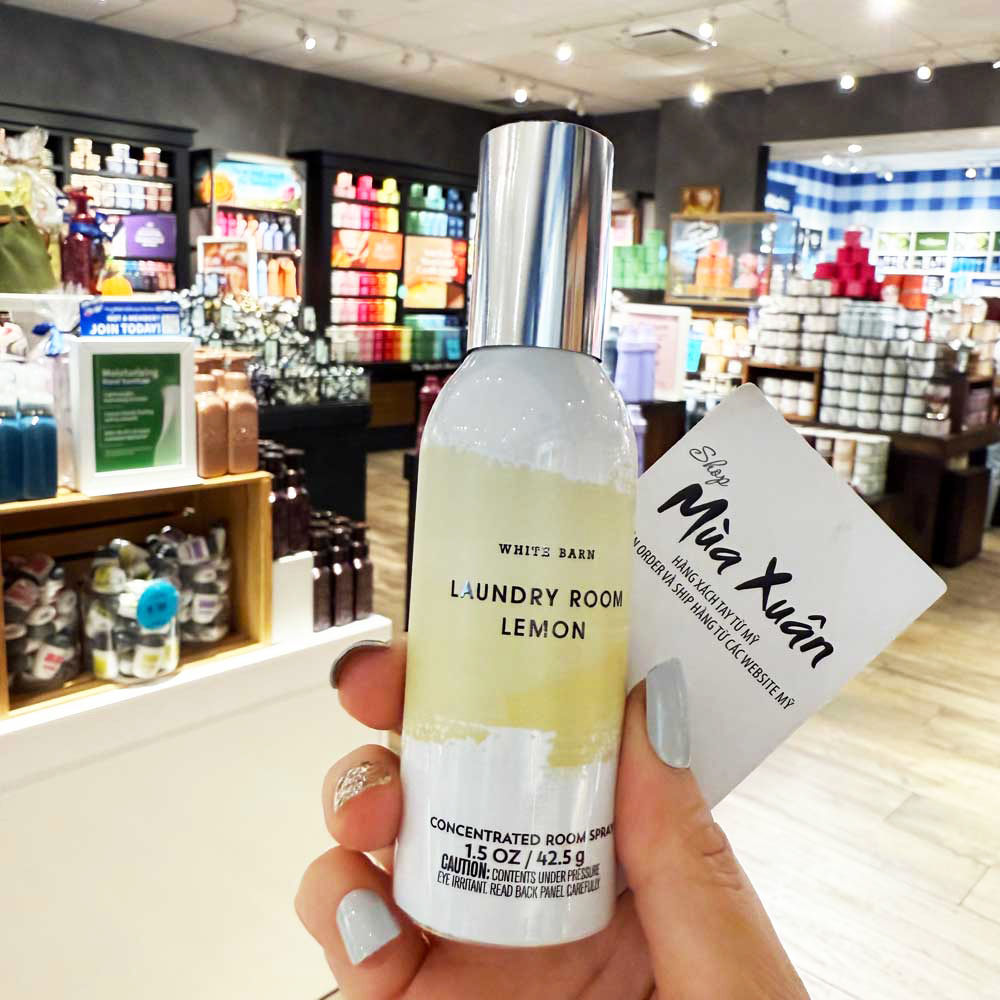 JOIN TODAY!
Moisturizing
WHITE BARN
LAUNDRY ROOM
LEMON
CONCENTRATED ROOM SPRAY
1.5 OZ / 42.5 g
CAUTION: CONTENTS UNDER PRESSURE
EYE IRRITANT. READ BACK PANEL CAREFULLY
Shop
Mùa Xuân
HÀNG XÁCH TAY TỪ MỸ
ORDER VÀ SHIP HÀNG TỪ CÁC WEBSITE MỸ